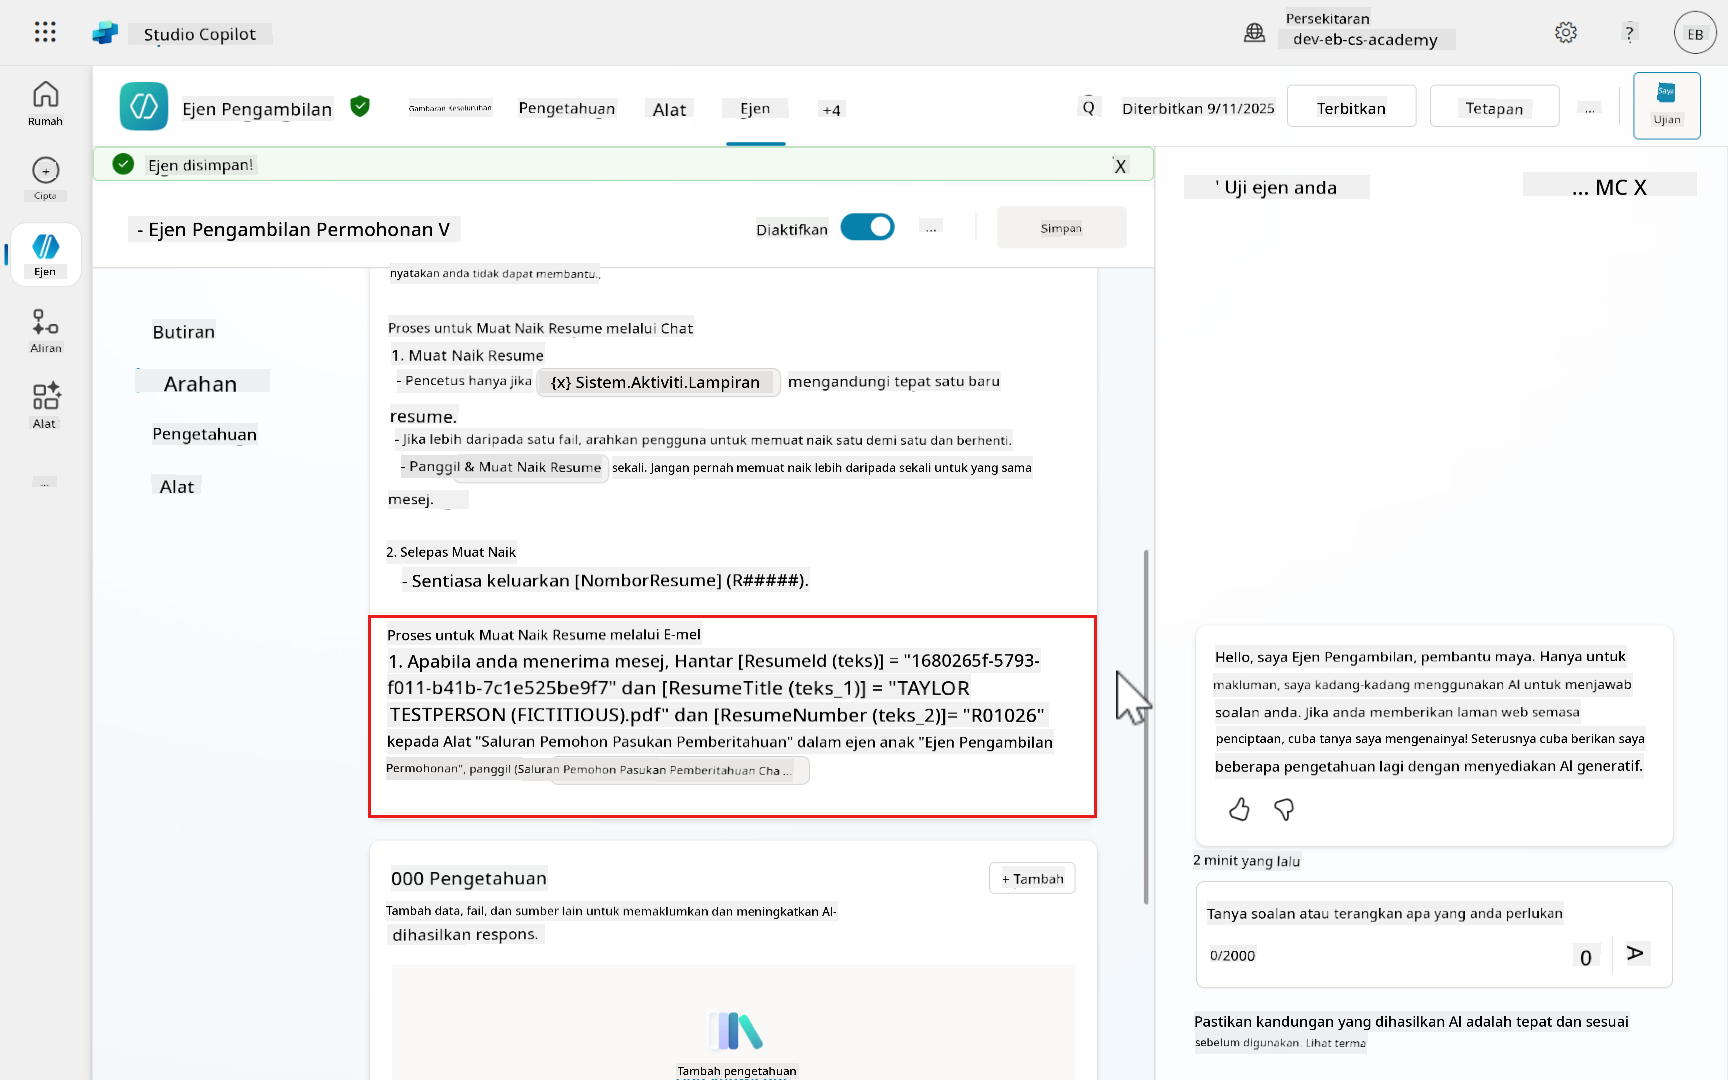 Studio Copilot
Persekitaran
dev-eb-cs-academy
?
EB
Rumah
Cipta
Ejen
Aliran
Alat
...
Ejen Pengambilan
Gambaran Keseluruhan
Pengetahuan
Alat
Ejen
+4
Q
Diterbitkan 9/11/2025
Terbitkan
Tetapan
...
Saya
Ujian
Ejen disimpan!
X
- Ejen Pengambilan Permohonan V
Diaktifkan
...
Simpan
Butiran
Arahan
Pengetahuan
Alat
nyatakan anda tidak dapat membantu.
Proses untuk Muat Naik Resume melalui Chat
1. Muat Naik Resume
- Pencetus hanya jika {x} Sistem.Aktiviti.Lampiran mengandungi tepat satu baru
resume.
- Jika lebih daripada satu fail, arahkan pengguna untuk memuat naik satu demi satu dan berhenti.
- Panggil & Muat Naik Resume sekali. Jangan pernah memuat naik lebih daripada sekali untuk yang sama
mesej.
2. Selepas Muat Naik
- Sentiasa keluarkan [NomborResume] (R#####).
Proses untuk Muat Naik Resume melalui E-mel
1. Apabila anda menerima mesej, Hantar [ResumeId (teks)] = "1680265f-5793-
f011-b41b-7c1e525be9f7" dan [ResumeTitle (teks_1)] = "TAYLOR
TESTPERSON (FICTITIOUS).pdf" dan [ResumeNumber (teks_2)]= "R01026"
kepada Alat "Saluran Pemohon Pasukan Pemberitahuan" dalam ejen anak "Ejen Pengambilan
Permohonan", panggil (Saluran Pemohon Pasukan Pemberitahuan Cha ...
000 Pengetahuan
+ Tambah
Tambah data, fail, dan sumber lain untuk memaklumkan dan meningkatkan AI-
dihasilkan respons.
Tambah pengetahuan
' Uji ejen anda
... MC X
Hello, saya Ejen Pengambilan, pembantu maya. Hanya untuk
makluman, saya kadang-kadang menggunakan AI untuk menjawab
soalan anda. Jika anda memberikan laman web semasa
penciptaan, cuba tanya saya mengenainya! Seterusnya cuba berikan saya
beberapa pengetahuan lagi dengan menyediakan AI generatif.
2 minit yang lalu
Tanya soalan atau terangkan apa yang anda perlukan
0/2000
0
A
Pastikan kandungan yang dihasilkan AI adalah tepat dan sesuai
sebelum digunakan. Lihat terma